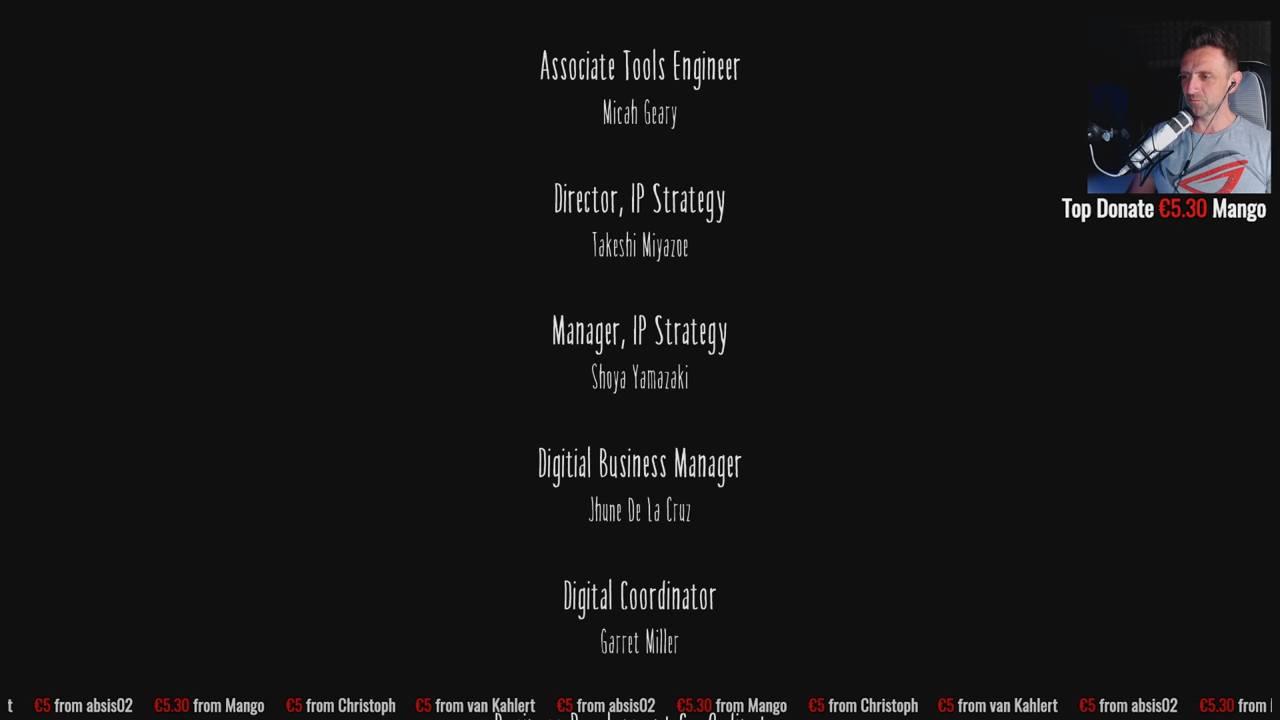 Associate Tools Engineer
Micah Geary
Director, IP Strategy
Takeshi Miyazoe
Manager, IP Strategy
Shoya Yamazaki
Digitial Business Manager
Jhune De La Cruz
Digital Coordinator
Garret Miller
Top Donate €5.30 Mango
t €5 from absis02 €5.30 from Mango €5 from Christoph €5 from van Kahlert €5 from absis02 €5.30 from Mango €5 from Christoph €5 from van Kahlert €5 from absis02 €5.30 from